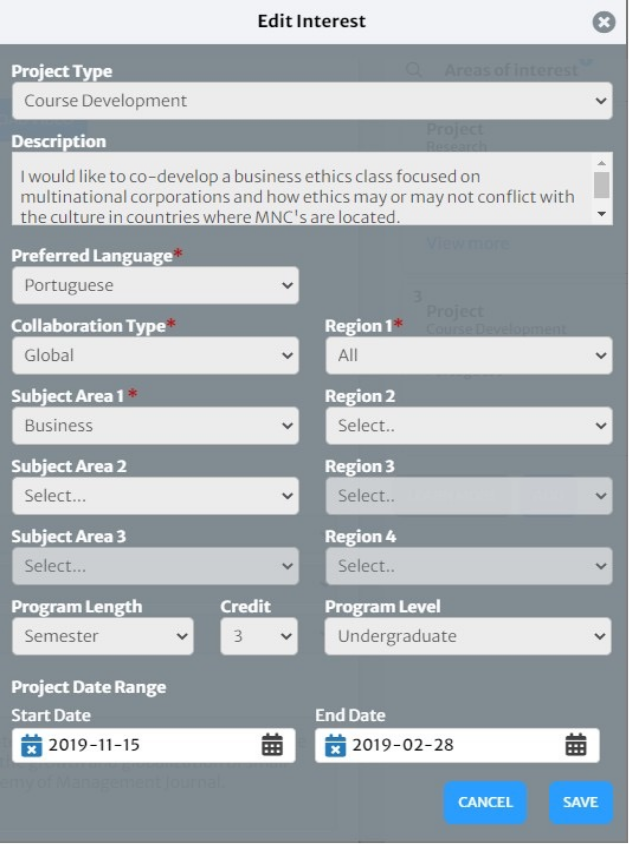 Edit Interest
Areas of interest
Project Type
Course Development
Project
Research
Description
I would like to co-develop a business ethics class focused on
multinational corporations and how ethics may or may not conflict with
the culture in countries where MNC's are located.
View more
Preferred Language*
Portuguese
3
Project
Course Development
Collaboration Type*
Region 1*
Global
All
Subject Area 1 *
Region 2
Business
Select..
Subject Area 2
Region 3
Select...
Select..
Subject Area 3
Region 4
Select...
Select..
Program Length
Credit
Program Level
Semester
3
Undergraduate
Project Date Range
Start Date
End Date
2019-11-15
2019-02-28
of Management Journal.
CANCEL
SAVE